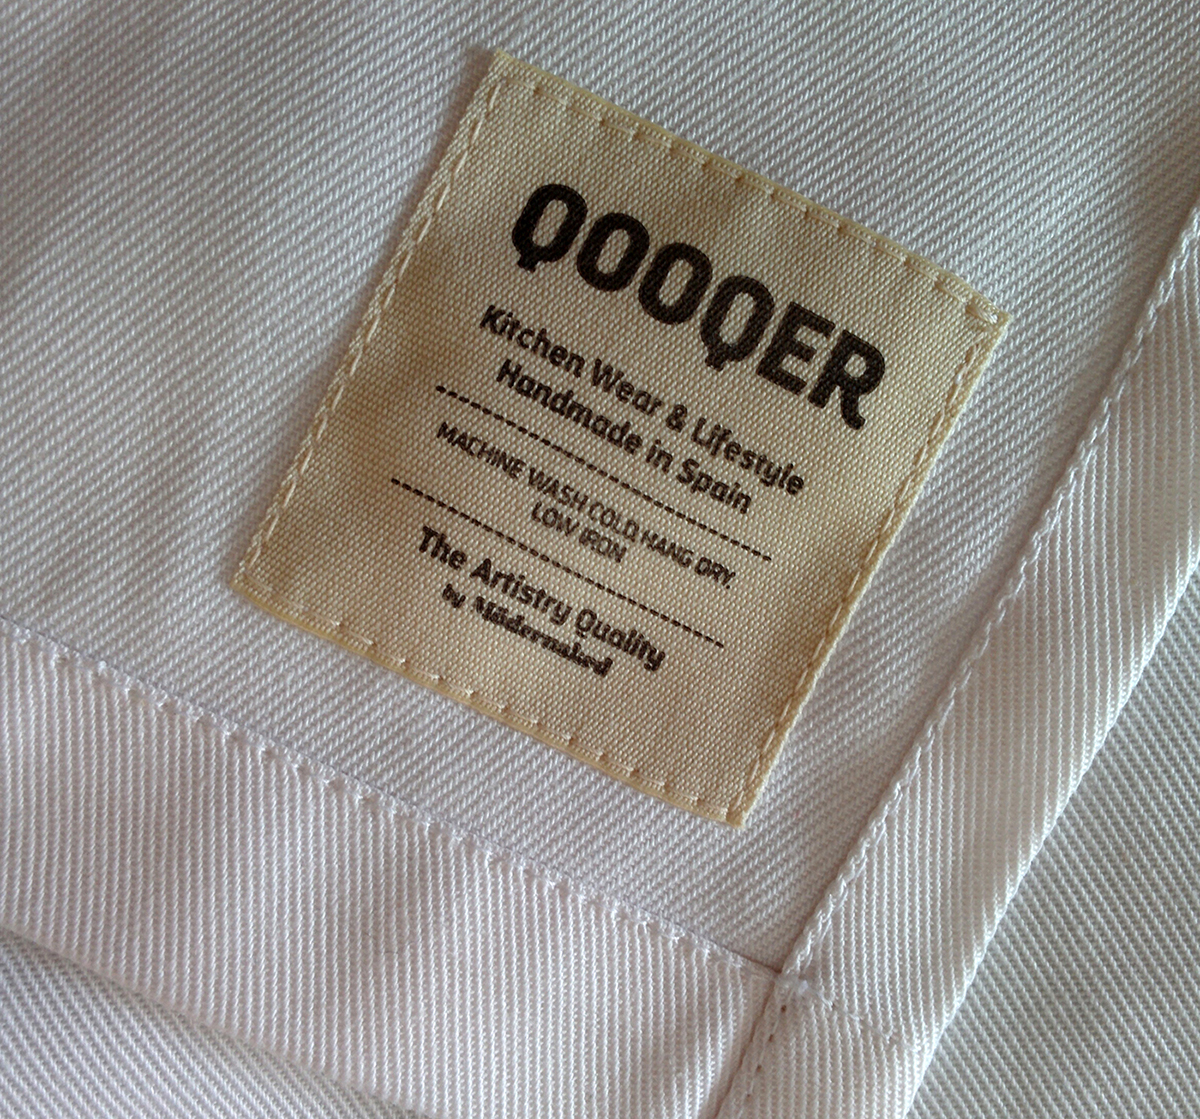 QOOQER
Kitchen Wear & Lifestyle
Handmade in Spain
MACHINE WASH COLD HANG DRY.
LOW IRON
The Artistry Quality
by